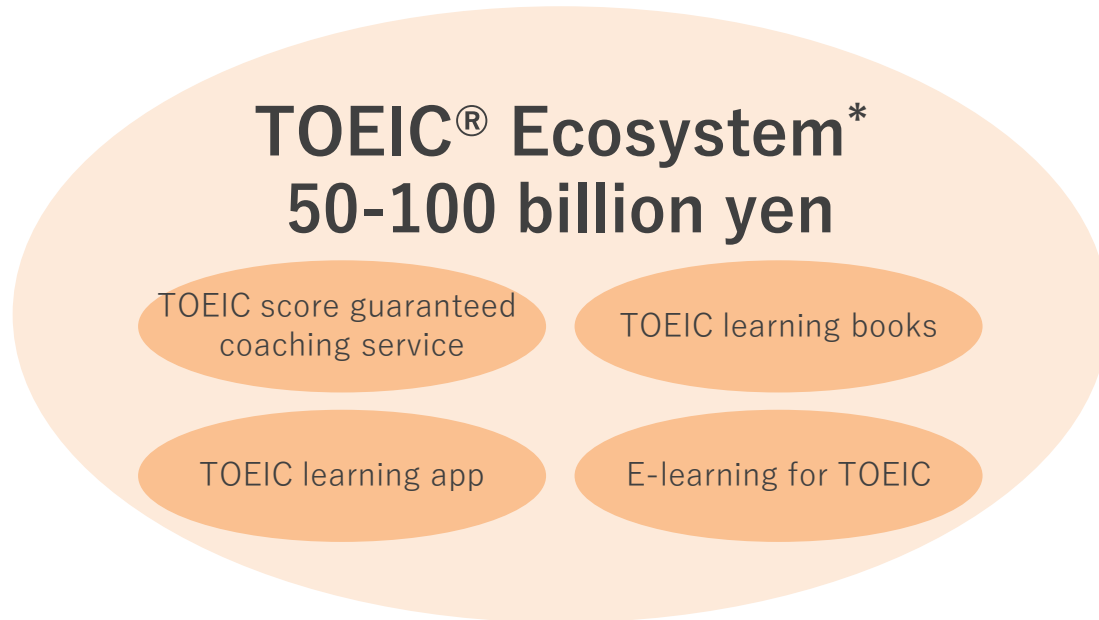 TOEIC® Ecosystem*
50-100 billion yen
TOEIC score guaranteed
coaching service
TOEIC learning books
TOEIC learning app
E-learning for TOEIC